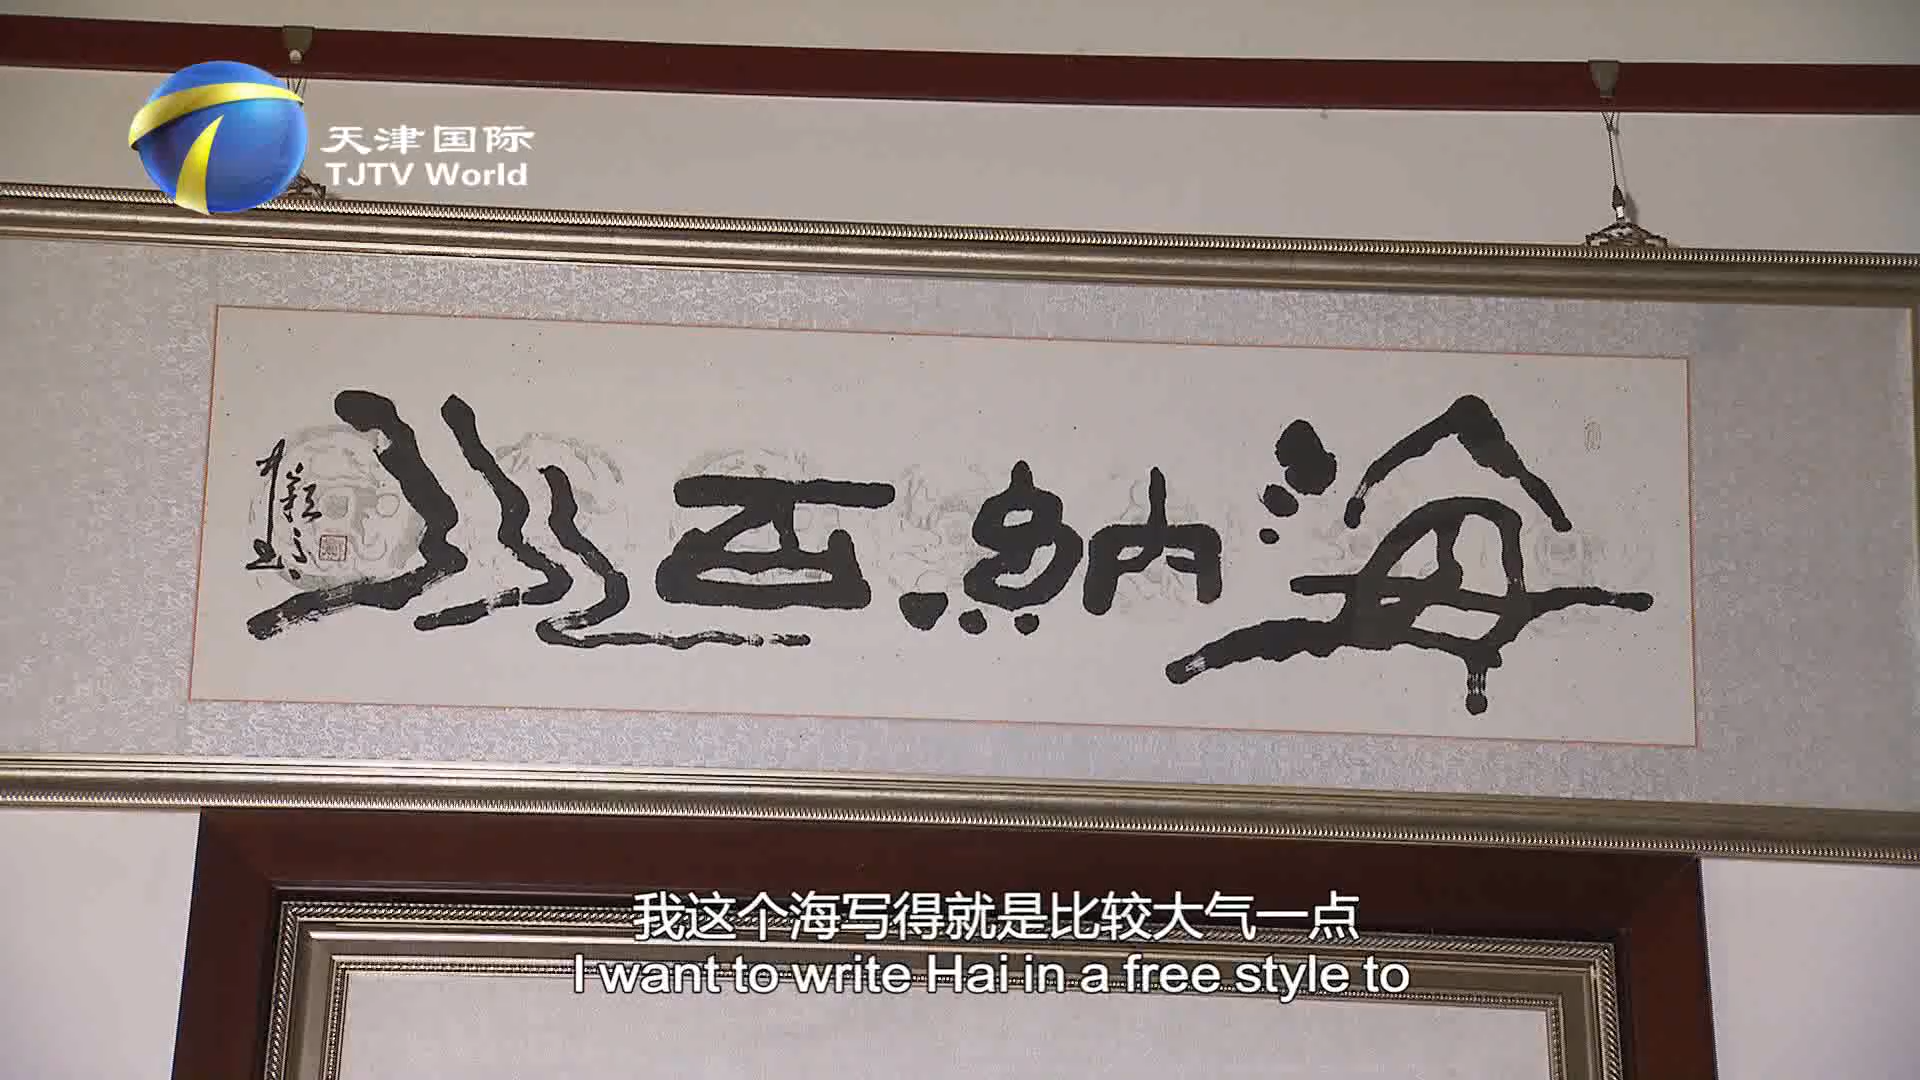 天津国际
TJTV World
海纳百川
我这个海写得就是比较大气一点
I want to write Hai in a free style to